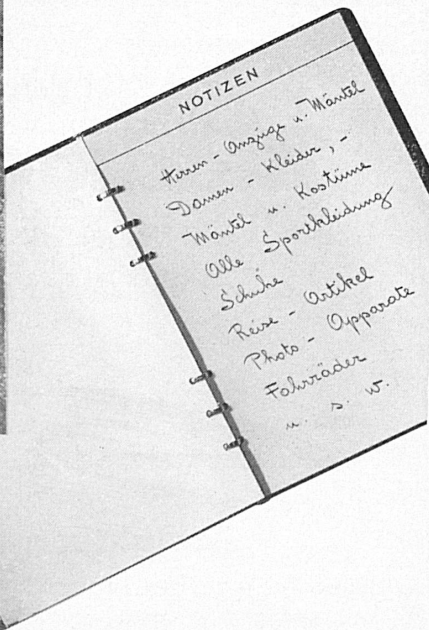 NOTIZEN
Herren - Anzüge u. Mäntel
Damen - Kleider, -
Mäntel u. Kostüme
Alle Sportkleidung
Schuhe
Reise - Artikel
Photo - Apparate
Fahrräder
u. s. w.